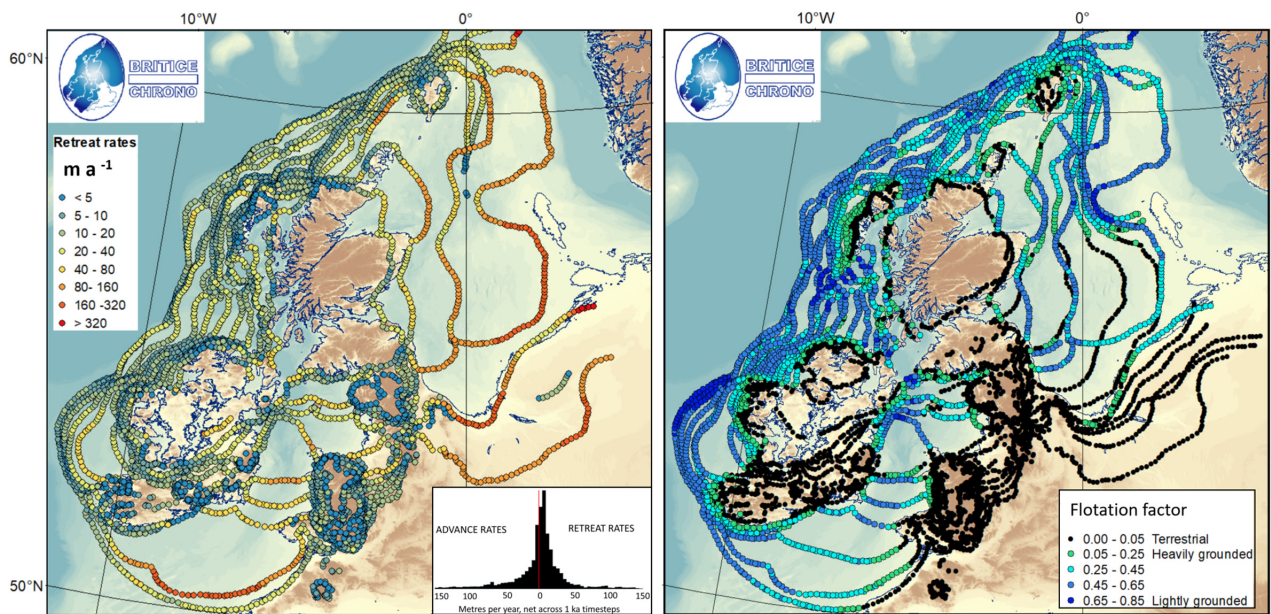 10°W
0°
60°N
50°N
BRITICE
CHRONO
Retreat rates
m a -1
< 5
5 - 10
10 - 20
20 - 40
40 - 80
80- 160
160 -320
> 320
ADVANCE RATES
RETREAT RATES
150 100 50 0 50 100 150
Metres per year, net across 1 ka timesteps
10°W
0°
BRITICE
CHRONO
Flotation factor
0.00 - 0.05 Terrestrial
0.05 - 0.25 Heavily grounded
0.25 - 0.45
0.45 - 0.65
0.65 - 0.85 Lightly grounded